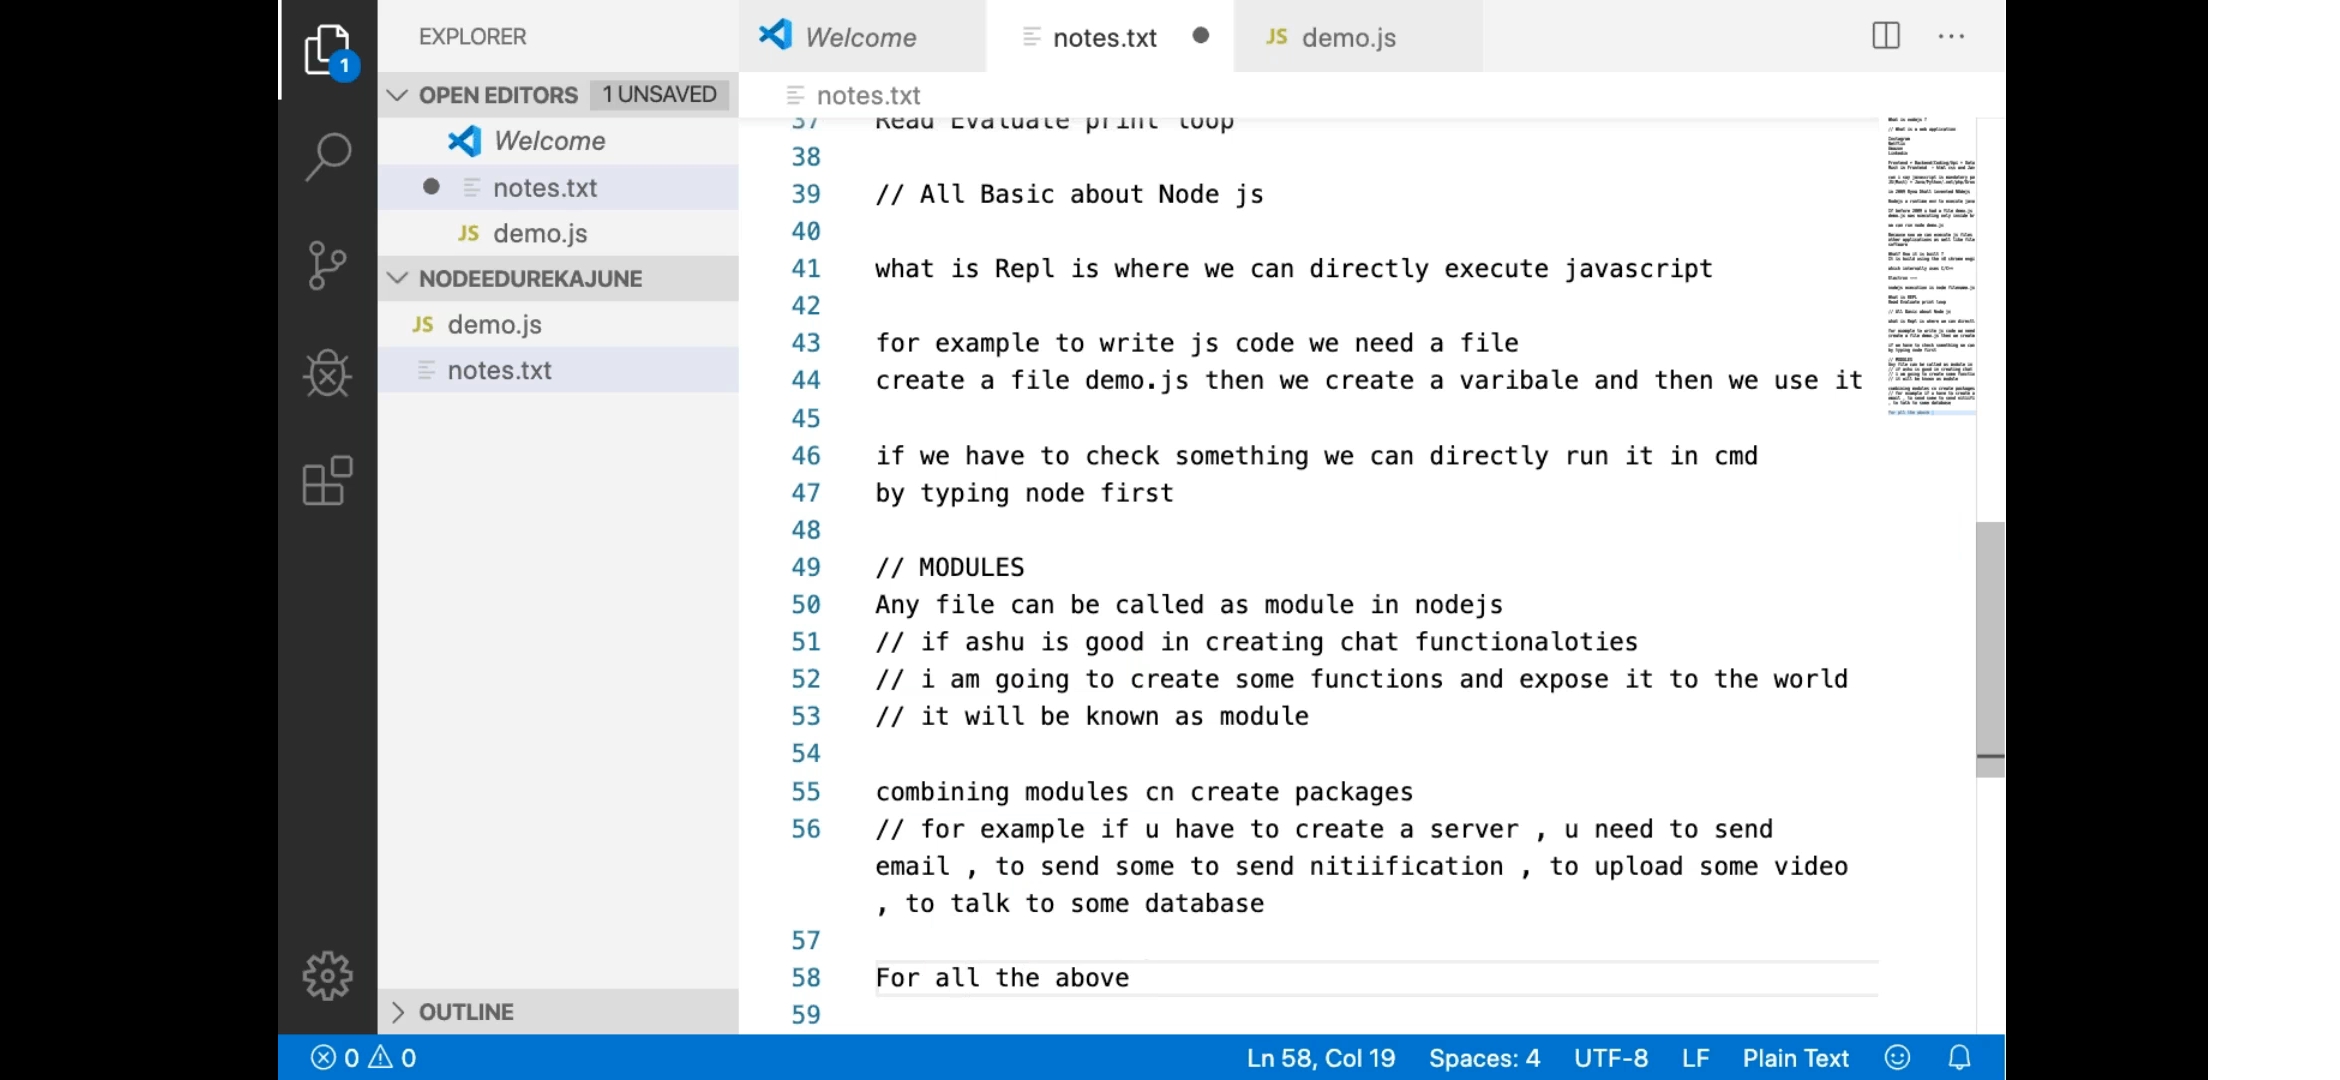 EXPLORER
OPEN EDITORS 1 UNSAVED
Welcome
notes.txt
JS demo.js
NODEEDUREKAJUNE
JS demo.js
notes.txt
OUTLINE
1
Welcome
notes.txt
JS demo.js
notes.txt
37 Read Evaluate print loop
38
39 // All Basic about Node js
40
41 what is Repl is where we can directly execute javascript
42
43 for example to write js code we need a file
44 create a file demo.js then we create a varibale and then we use it
45
46 if we have to check something we can directly run it in cmd
47 by typing node first
48
49 // MODULES
50 Any file can be called as module in nodejs
51 // if ashu is good in creating chat functionaloties
52 // i am going to create some functions and expose it to the world
53 // it will be known as module
54
55 combining modules cn create packages
56 // for example if u have to create a server , u need to send
email , to send some to send nitiification , to upload some video
, to talk to some database
57
58 For all the above
59
0 0
Ln 58, Col 19 Spaces: 4 UTF-8 LF Plain Text